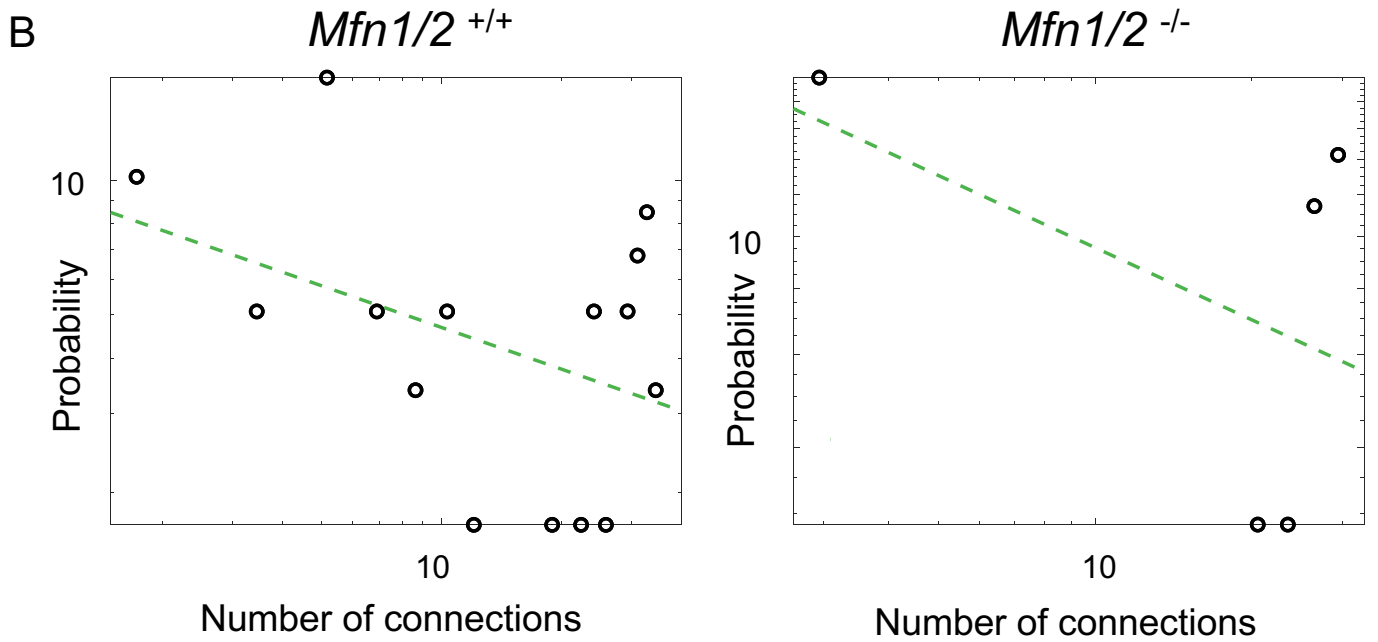 B
Mfn1/2 +/+
Mfn1/2 -/-
10
Probability
10
Number of connections
10
Probability
10
Number of connections